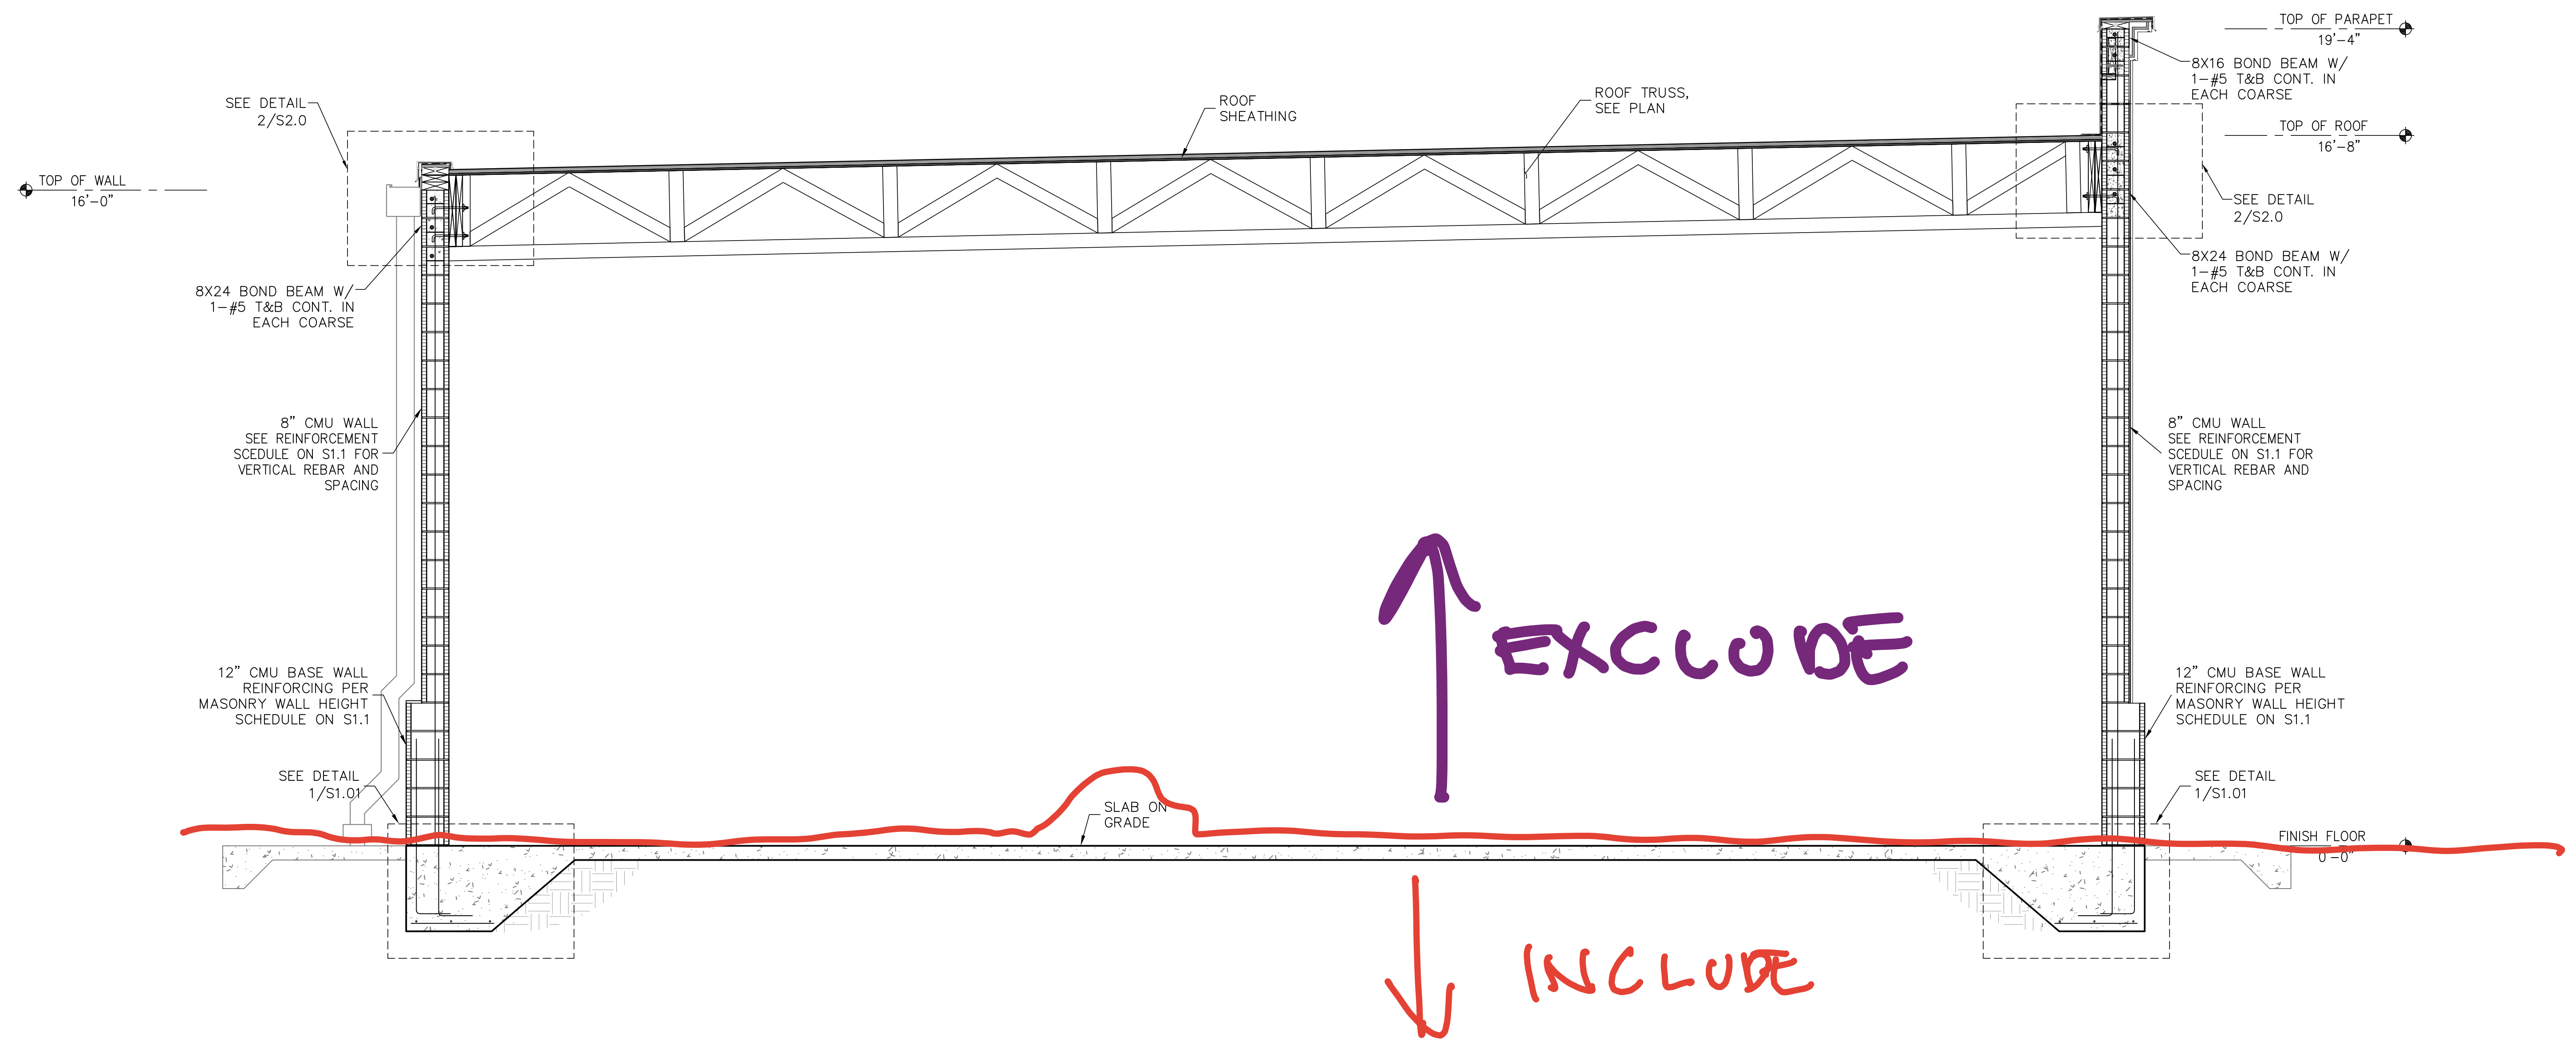 TOP OF PARAPET
19'-4"
8X16 BOND BEAM W/
1-#5 T&B CONT. IN
EACH COARSE
SEE DETAIL
2/S2.0
ROOF
SHEATHING
ROOF TRUSS,
SEE PLAN
TOP OF ROOF
16'-8"
TOP OF WALL
16'-0"
SEE DETAIL
2/S2.0
8X24 BOND BEAM W/
1-#5 T&B CONT. IN
EACH COARSE
8X24 BOND BEAM W/
1-#5 T&B CONT. IN
EACH COARSE
8" CMU WALL
SEE REINFORCEMENT
SCEDULE ON S1.1 FOR
VERTICAL REBAR AND
SPACING
8" CMU WALL
SEE REINFORCEMENT
SCEDULE ON S1.1 FOR
VERTICAL REBAR AND
SPACING
EXCLUDE
12" CMU BASE WALL
REINFORCING PER
MASONRY WALL HEIGHT
SCHEDULE ON S1.1
12" CMU BASE WALL
REINFORCING PER
MASONRY WALL HEIGHT
SCHEDULE ON S1.1
SEE DETAIL
1/S1.01
SLAB ON
GRADE
SEE DETAIL
1/S1.01
FINISH FLOOR
0'-0"
INCLUDE